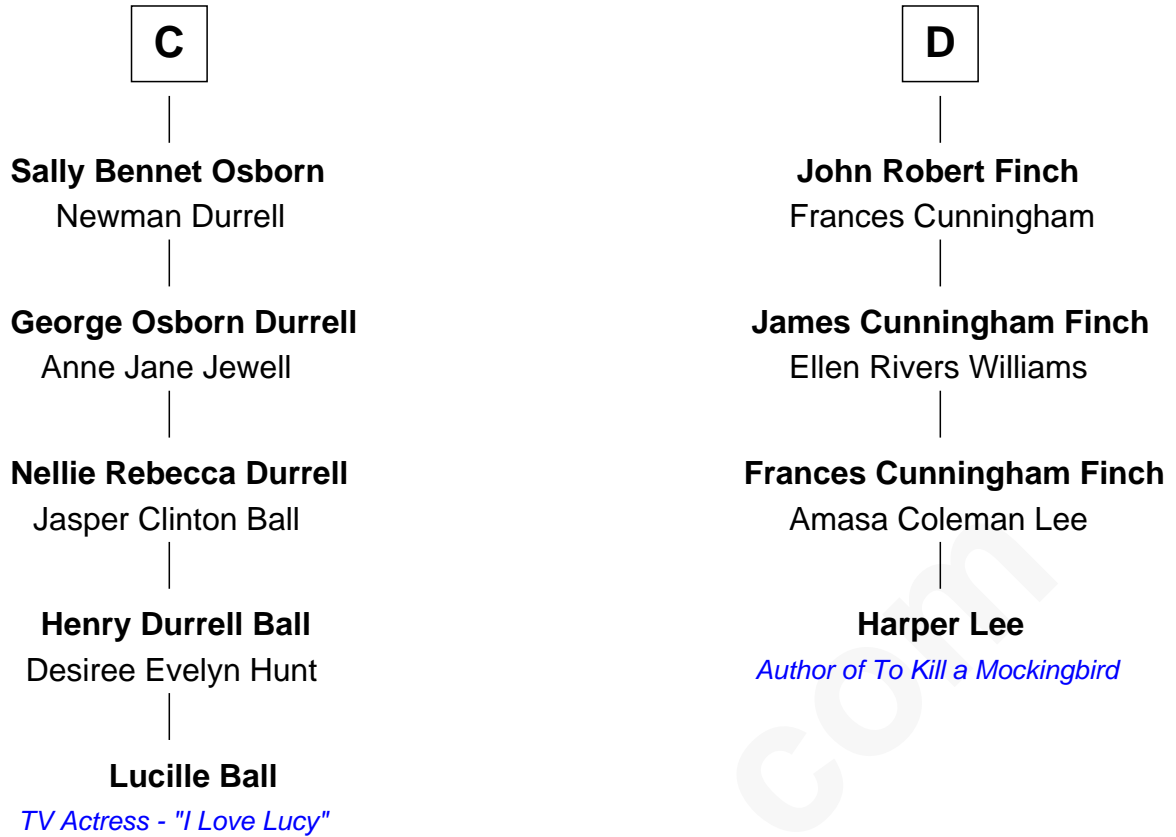 C
D
Sally Bennet Osborn
Newman Durrell
John Robert Finch
Frances Cunningham
George Osborn Durrell
Anne Jane Jewell
James Cunningham Finch
Ellen Rivers Williams
Nellie Rebecca Durrell
Jasper Clinton Ball
Frances Cunningham Finch
Amasa Coleman Lee
Henry Durrell Ball
Desiree Evelyn Hunt
Harper Lee
Author of To Kill a Mockingbird
Lucille Ball
TV Actress - "I Love Lucy"
com